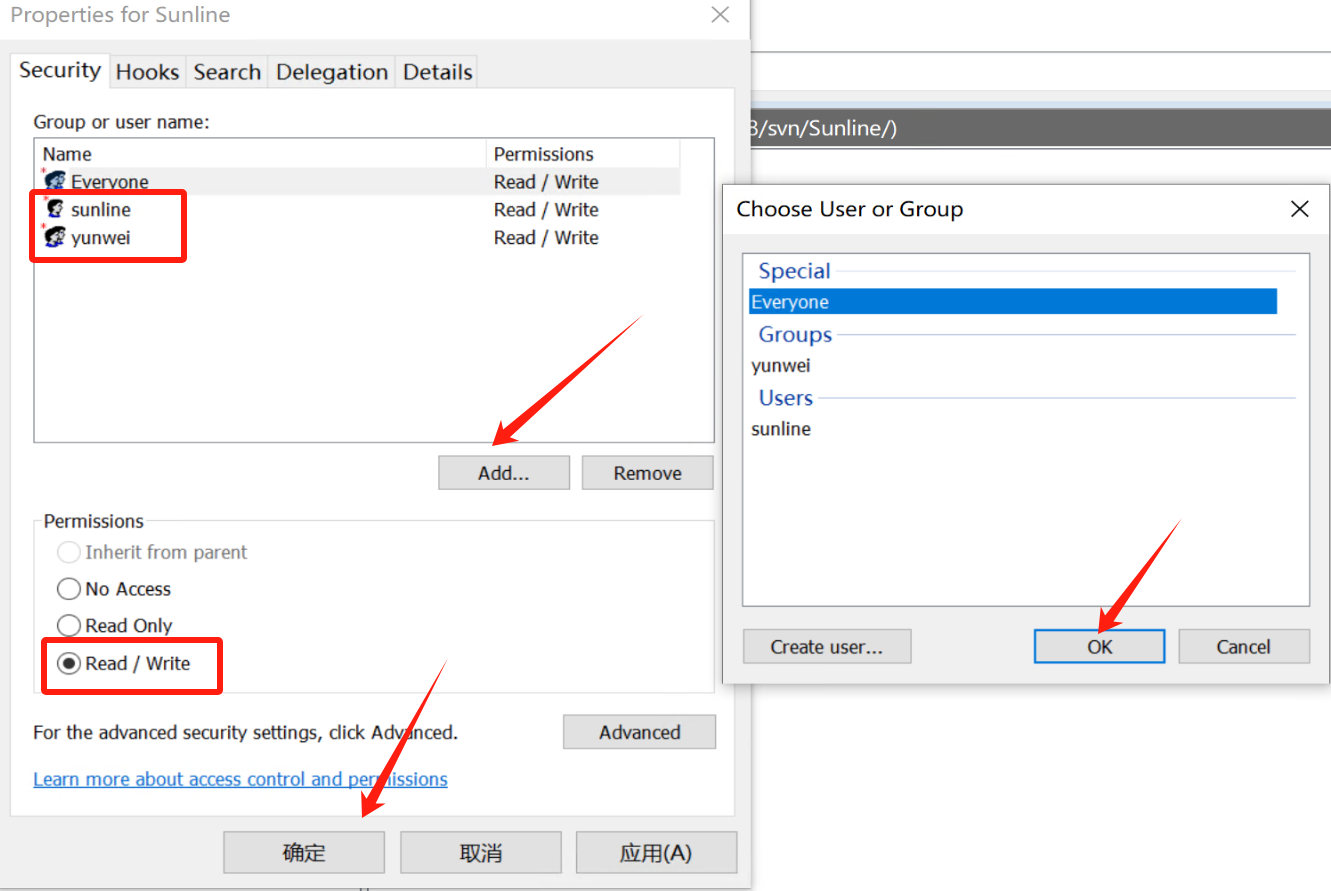 Properties for Sunline
Security Hooks Search Delegation Details
Group or user name:
Name Permissions
Everyone Read / Write
sunline Read / Write
yunwei Read / Write
Add... Remove
Permissions
Inherit from parent
No Access
Read Only
Read / Write
For the advanced security settings, click Advanced.
Advanced
Learn more about access control and permissions
确定 取消 应用(A)
/svn/Sunline/)
Choose User or Group
Special
Everyone
Groups
yunwei
Users
sunline
Create user... OK Cancel